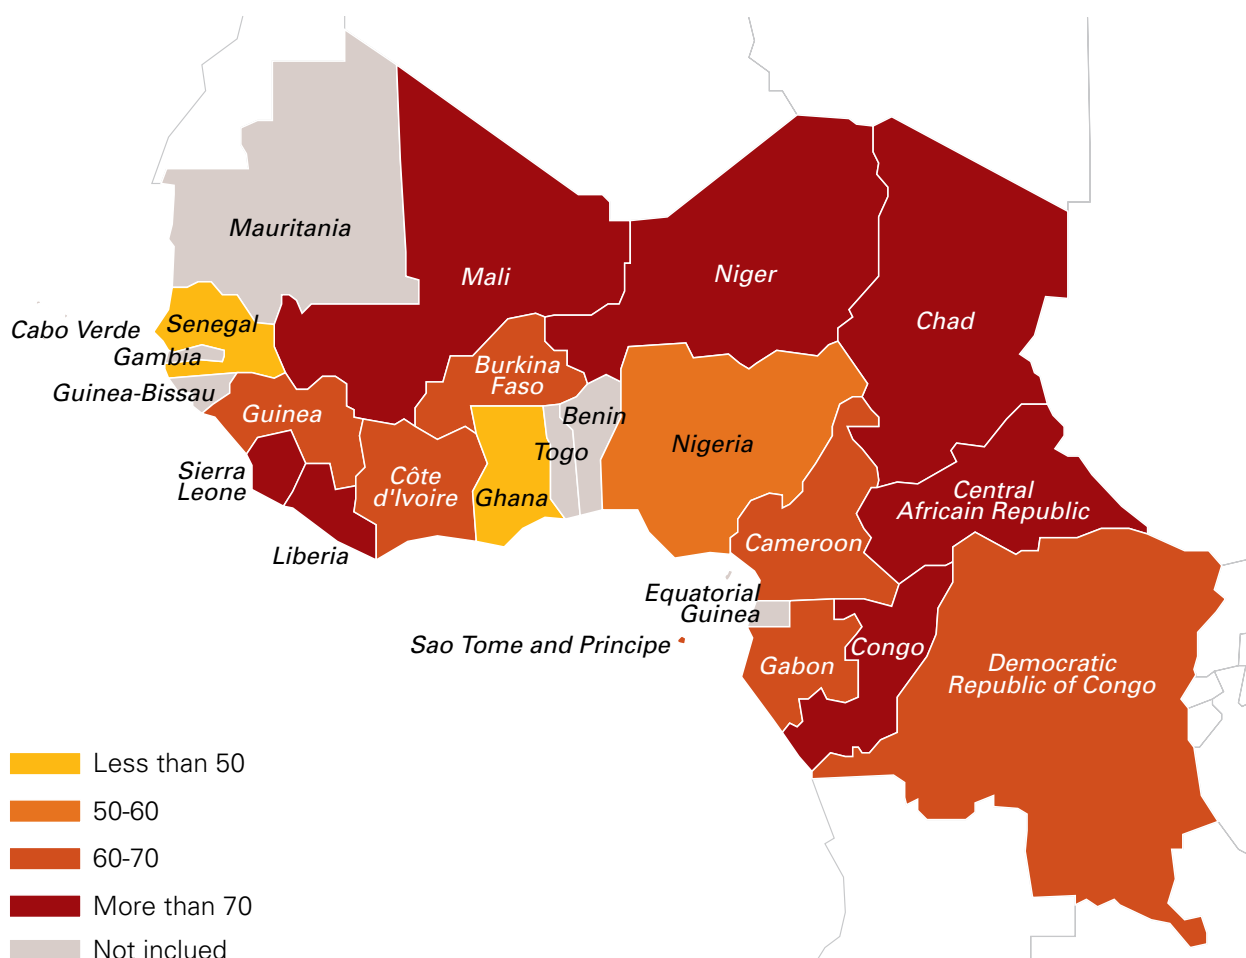 Mauritania
Mali
Niger
Chad
Cabo Verde
Senegal
Gambia
Guinea-Bissau
Burkina
Faso
Guinea
Benin
Togo
Nigeria
Sierra
Leone
Côte
d'Ivoire
Ghana
Central
Africain Republic
Liberia
Cameroon
Equatorial
Guinea
Sao Tome and Principe
Gabon
Congo
Democratic
Republic of Congo
Less than 50
50-60
60-70
More than 70
Not inclued